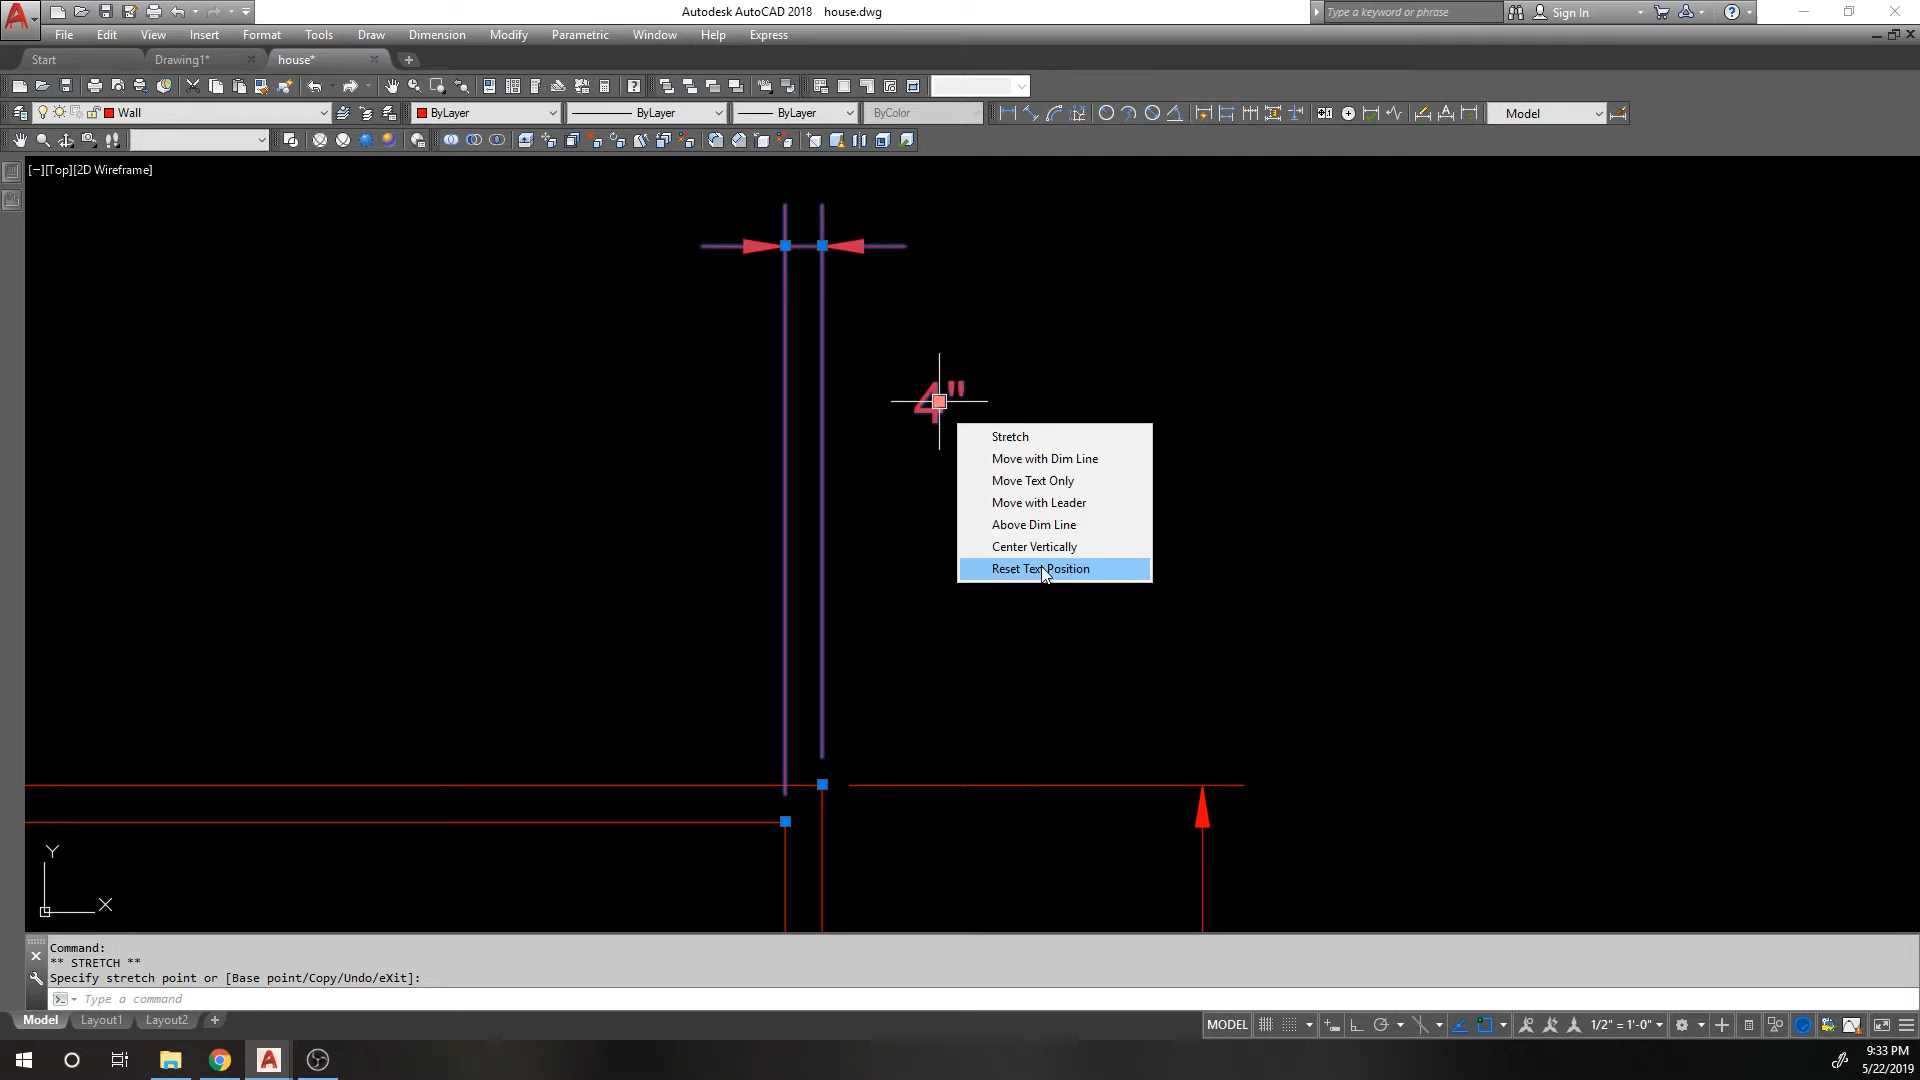 Autodesk AutoCAD 2018 house.dwg
Type a keyword or phrase
Sign In
File Edit View Insert Format Tools Draw Dimension Modify Parametric Window Help Express
Start Drawing1* house*
Wall ByLayer ByLayer ByLayer ByColor Model
[−][Top][2D Wireframe]
4"
Stretch
Move with Dim Line
Move Text Only
Move with Leader
Above Dim Line
Center Vertically
Reset Text Position
Y
X
Command:
** STRETCH **
Specify stretch point or [Base point/Copy/Undo/eXit]:
Type a command
Model Layout1 Layout2
MODEL 1/2" = 1'-0"
9:33 PM
5/22/2019